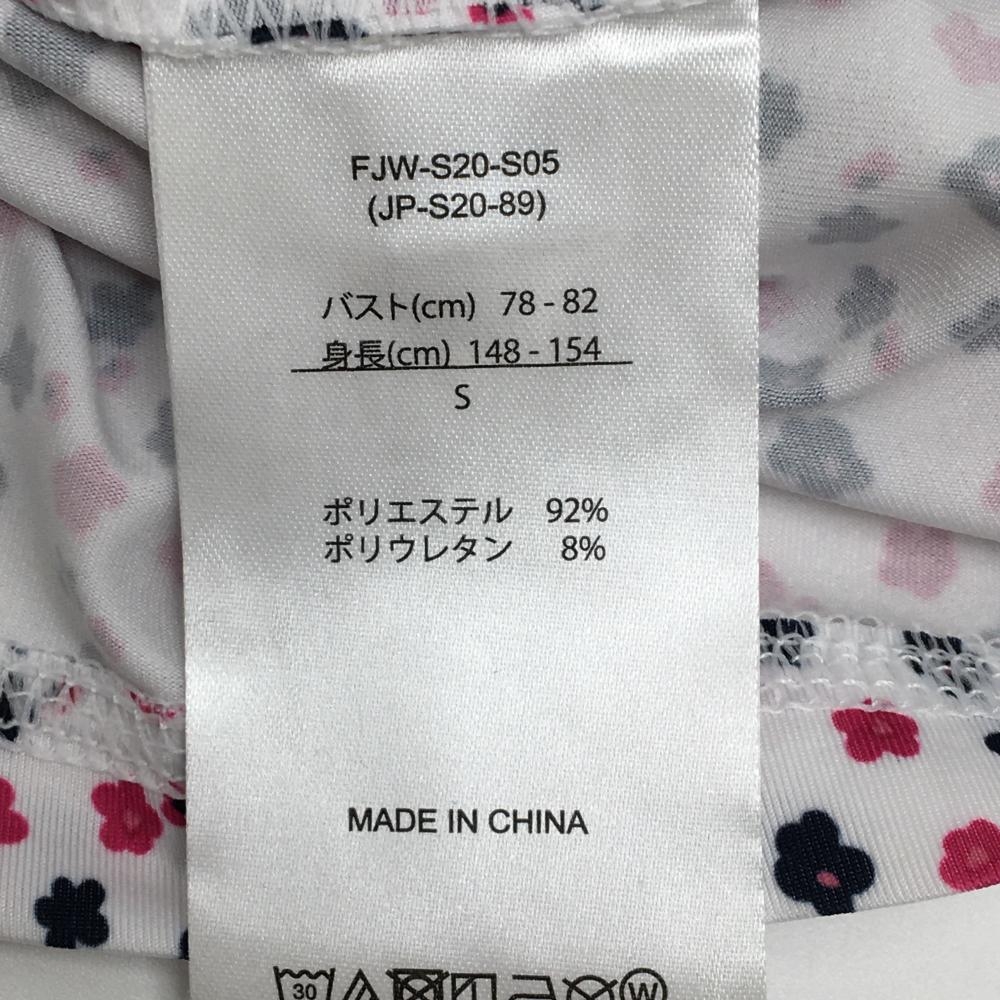 FJW-S20-S05
(JP-S20-89)
バスト(cm) 78 - 82
身長(cm) 148 - 154
S
ポリエステル 92%
ポリウレタン 8%
MADE IN CHINA
30 W